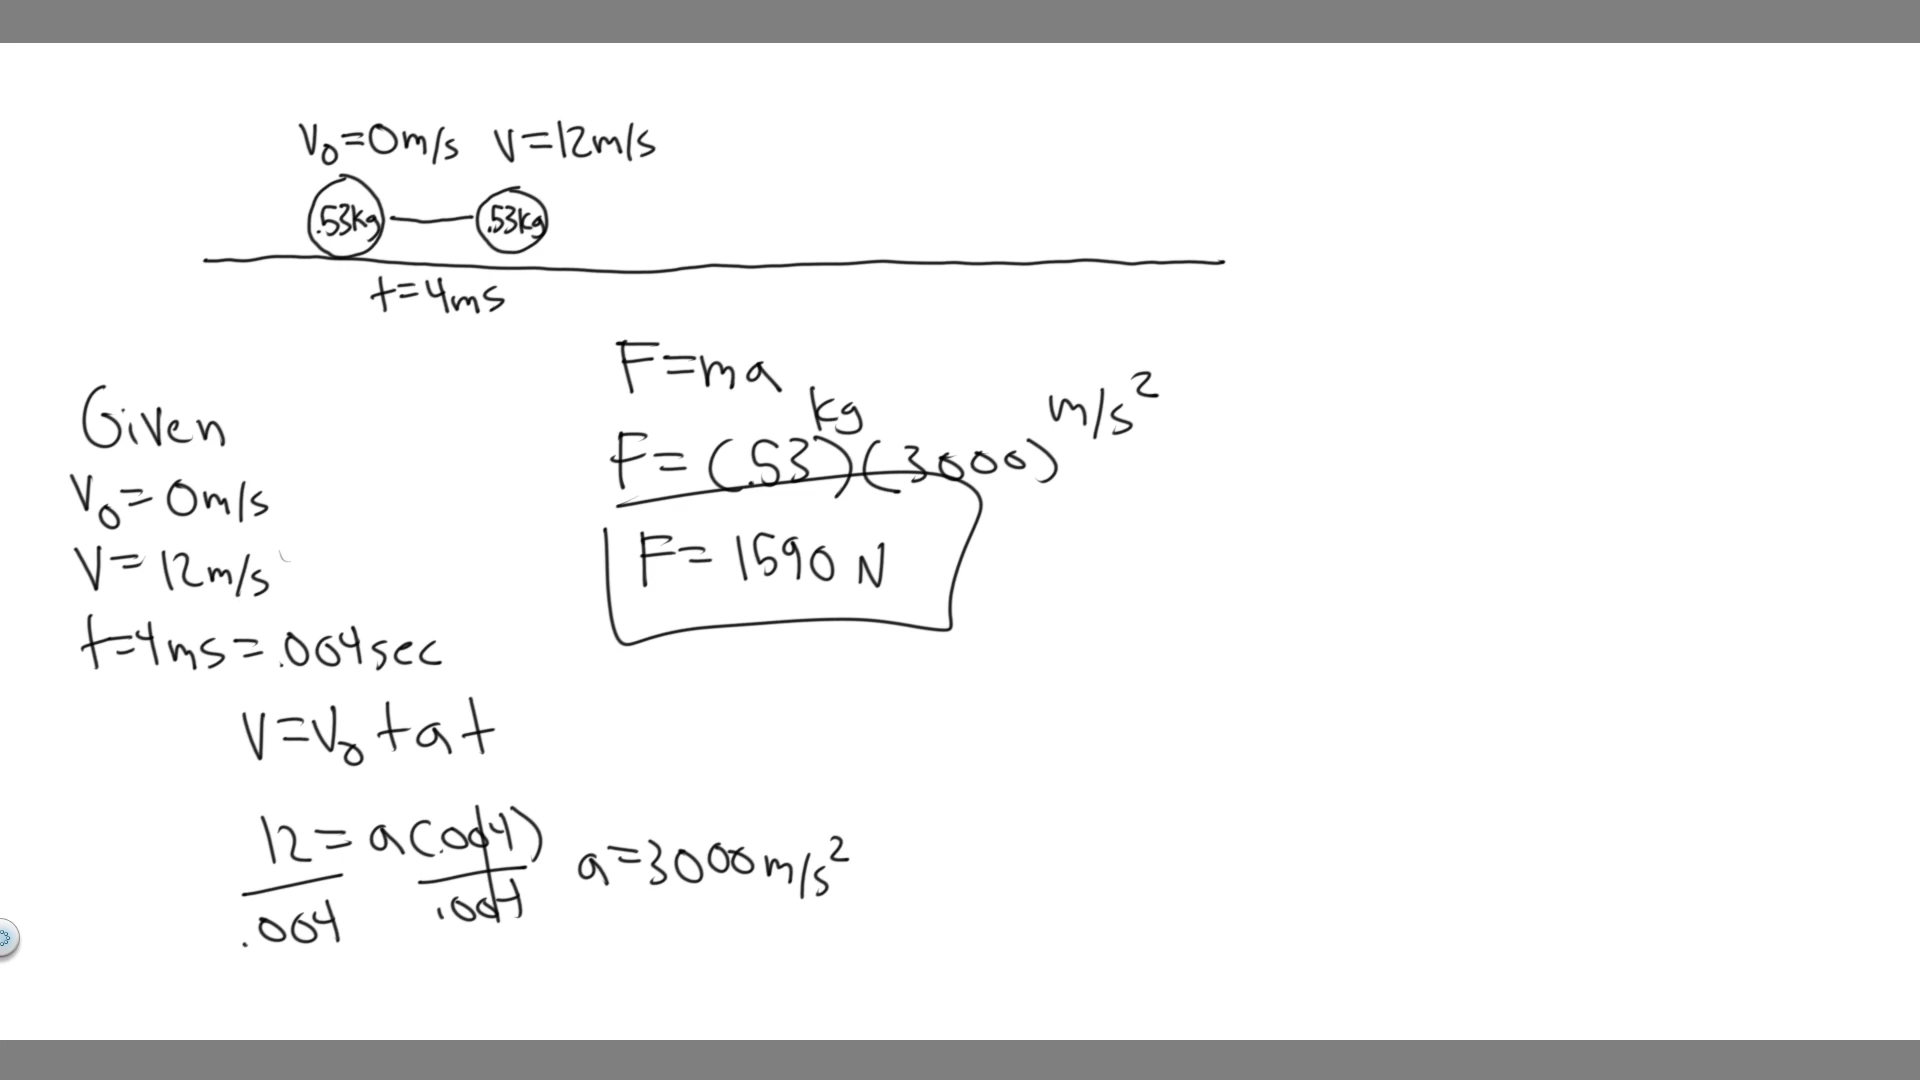 V₀=0m/s V=12m/s
.53kg .53kg
t=4ms
F=ma
F=(.53)kg(3000)m/s²
F=1590 N
Given
V₀=0m/s
V=12m/s
t=4ms=.004sec
V=V₀+at
12=a(.004)
.004 .004
a=3000m/s²